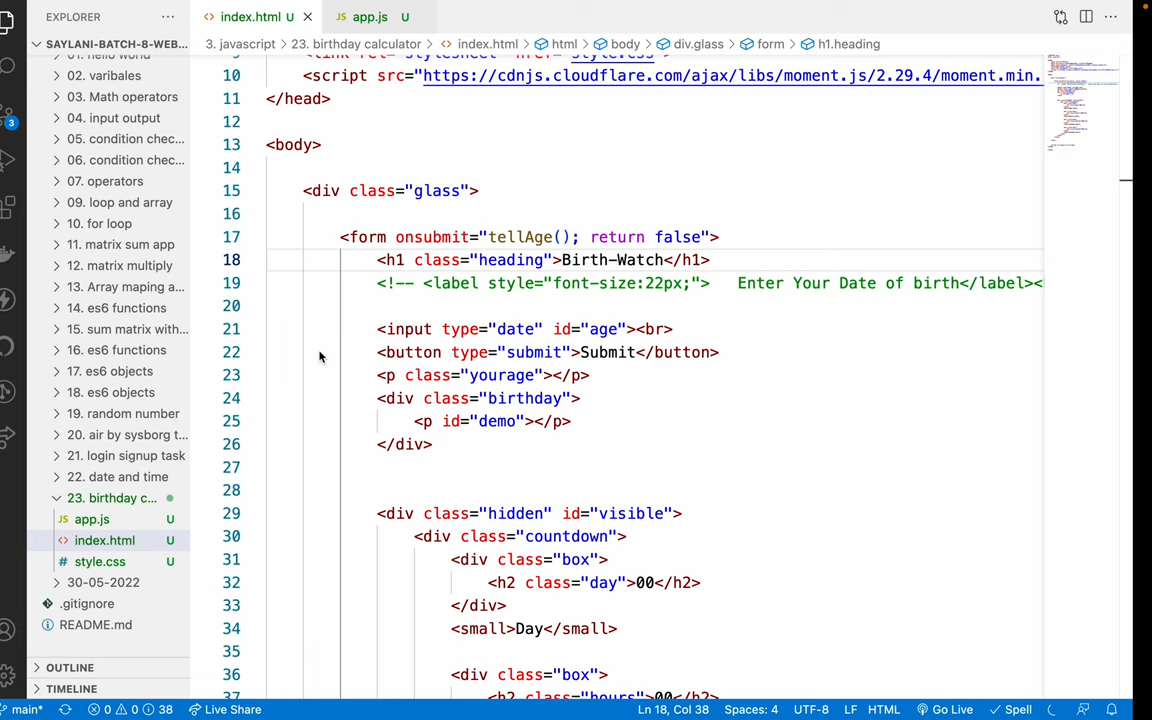 EXPLORER ···
SAYLANI-BATCH-8-WEB...
02. varibales
03. Math operators
04. input output
05. condition chec...
06. condition chec...
07. operators
09. loop and array
10. for loop
11. matrix sum app
12. matrix multiply
13. Array maping a...
14. es6 functions
15. sum matrix with...
16. es6 functions
17. es6 objects
18. es6 objects
19. random number
20. air by sysborg t...
21. login signup task
22. date and time
23. birthday c...
JS app.js U
<> index.html U
# style.css U
30-05-2022
.gitignore
README.md
OUTLINE
TIMELINE
3
<> index.html U JS app.js U
3. javascript > 23. birthday calculator > <> index.html > html > body > div.glass > form > h1.heading
10 <script src="https://cdnjs.cloudflare.com/ajax/libs/moment.js/2.29.4/moment.min.
11 </head>
12
13 <body>
14
15 <div class="glass">
16
17 <form onsubmit="tellAge(); return false">
18 <h1 class="heading">Birth-Watch</h1>
19 <!-- <label style="font-size:22px;"> Enter Your Date of birth</label><
20
21 <input type="date" id="age"><br>
22 <button type="submit">Submit</button>
23 <p class="yourage"></p>
24 <div class="birthday">
25 <p id="demo"></p>
26 </div>
27
28
29 <div class="hidden" id="visible">
30 <div class="countdown">
31 <div class="box">
32 <h2 class="day">00</h2>
33 </div>
34 <small>Day</small>
35
36 <div class="box">
37 <h2 class="hours">00</h2>
main* 0 0 38 Live Share Ln 18, Col 38 Spaces: 4 UTF-8 LF HTML Go Live Spell